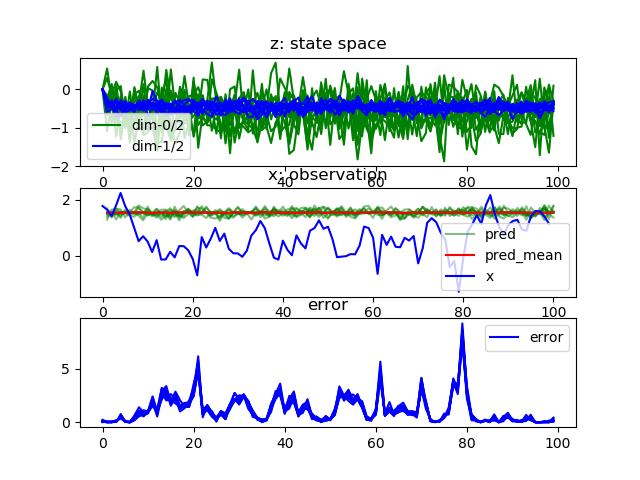 z: state space
0
−1
−2
dim-0/2
dim-1/2
0
20
40
60
80
100
x: observation
2
0
pred
pred_mean
x
0
20
40
60
80
100
error
5
0
error
0
20
40
60
80
100